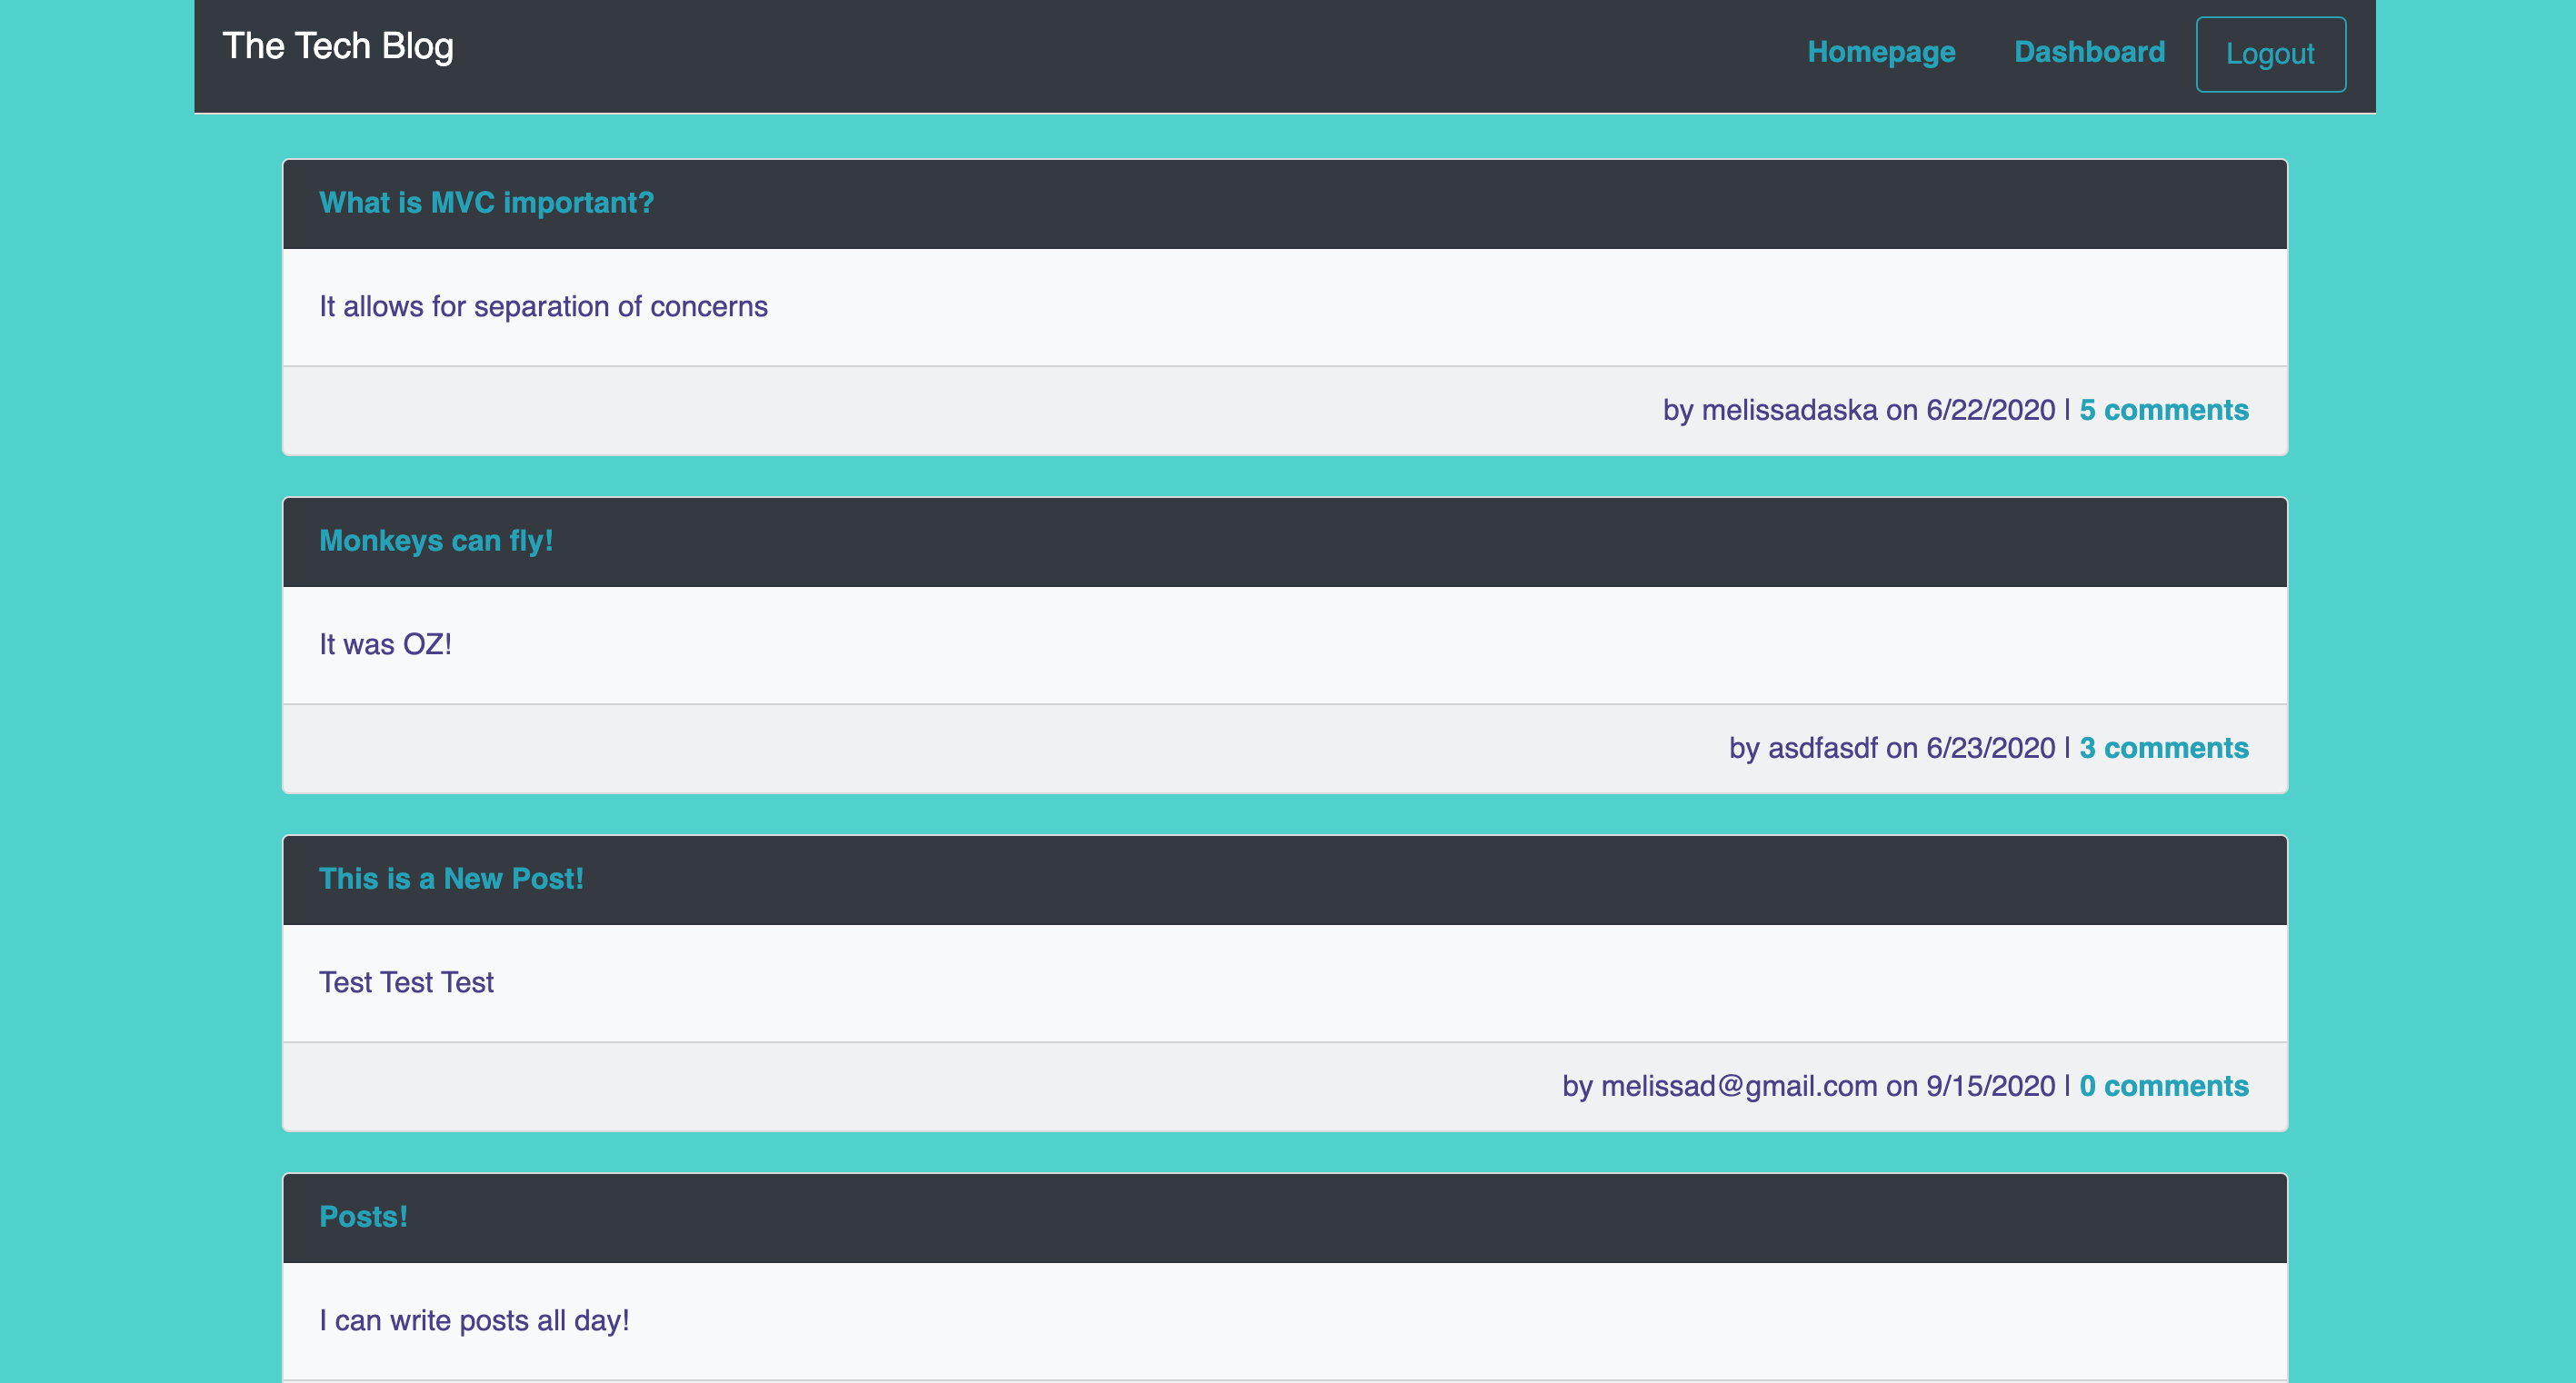 The Tech Blog
Homepage Dashboard Logout
What is MVC important?
It allows for separation of concerns
by melissadaska on 6/22/2020 | 5 comments
Monkeys can fly!
It was OZ!
by asdfasdf on 6/23/2020 | 3 comments
This is a New Post!
Test Test Test
by melissad@gmail.com on 9/15/2020 | 0 comments
Posts!
I can write posts all day!